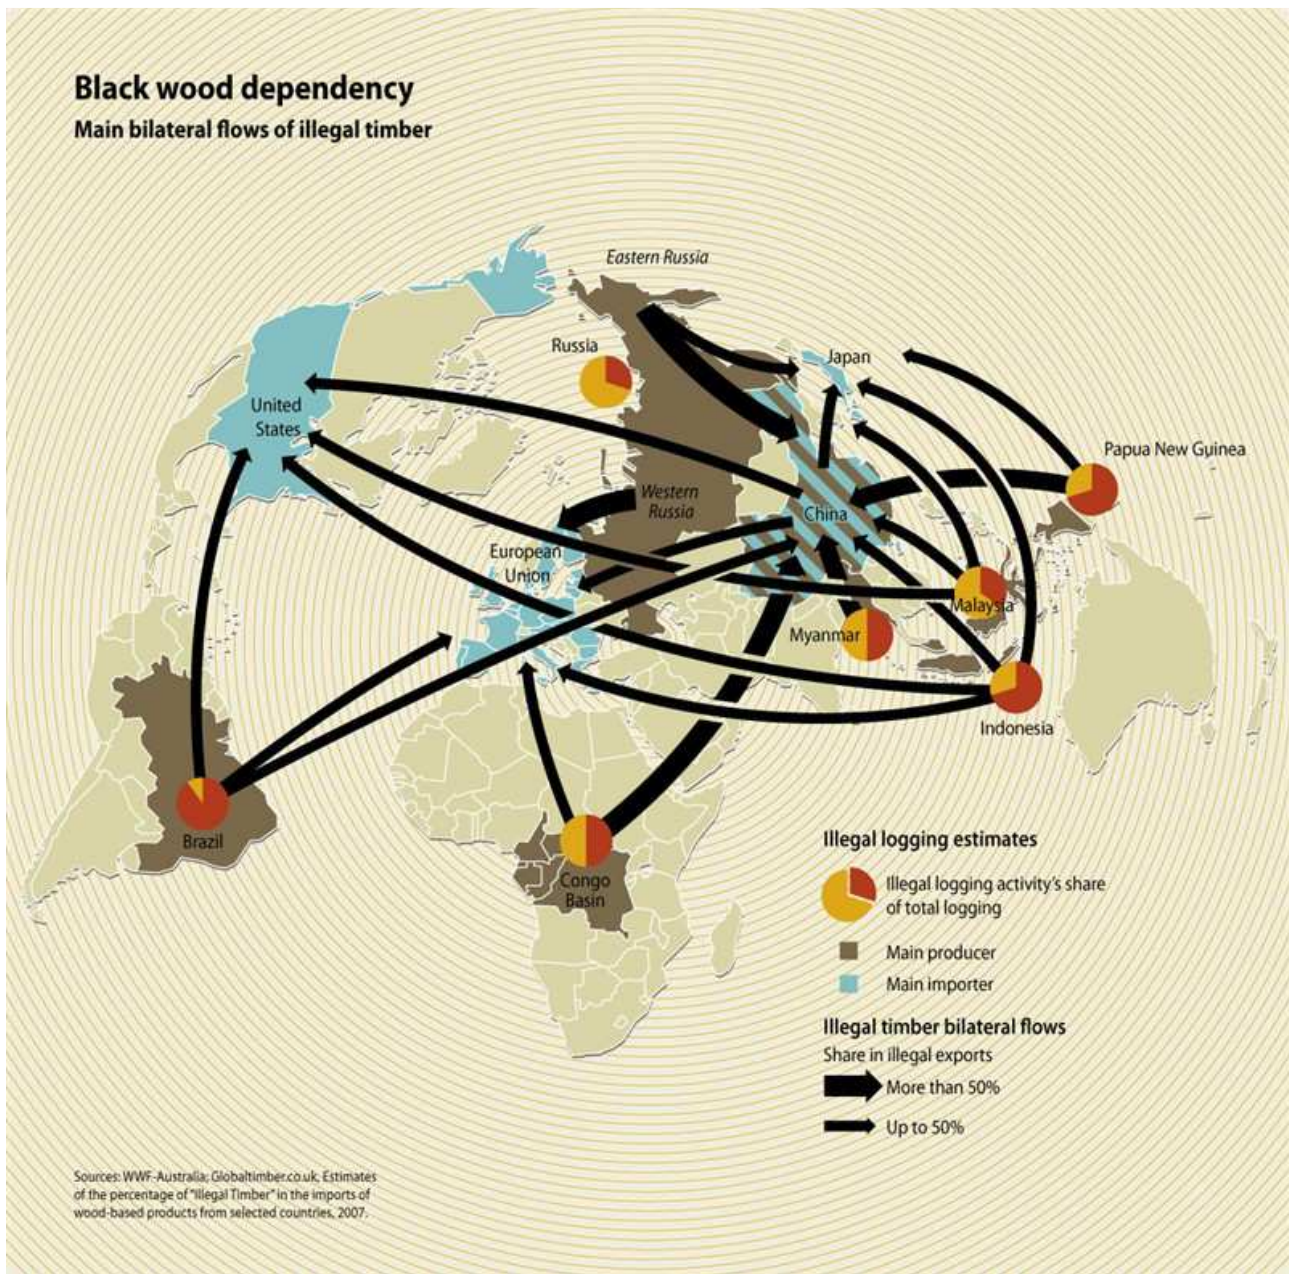 Black wood dependency
Main bilateral flows of illegal timber
Eastern Russia
Russia
Japan
United
States
Papua New Guinea
Western
Russia
China
European
Union
Malaysia
Myanmar
Indonesia
Brazil
Congo
Basin
Illegal logging estimates
Illegal logging activity's share
of total logging
Main producer
Main importer
Illegal timber bilateral flows
Share in illegal exports
More than 50%
Up to 50%
Sources: WWF-Australia; Globaltimber.co.uk, Estimates
of the percentage of "Illegal Timber" in the imports of
wood-based products from selected countries, 2007.